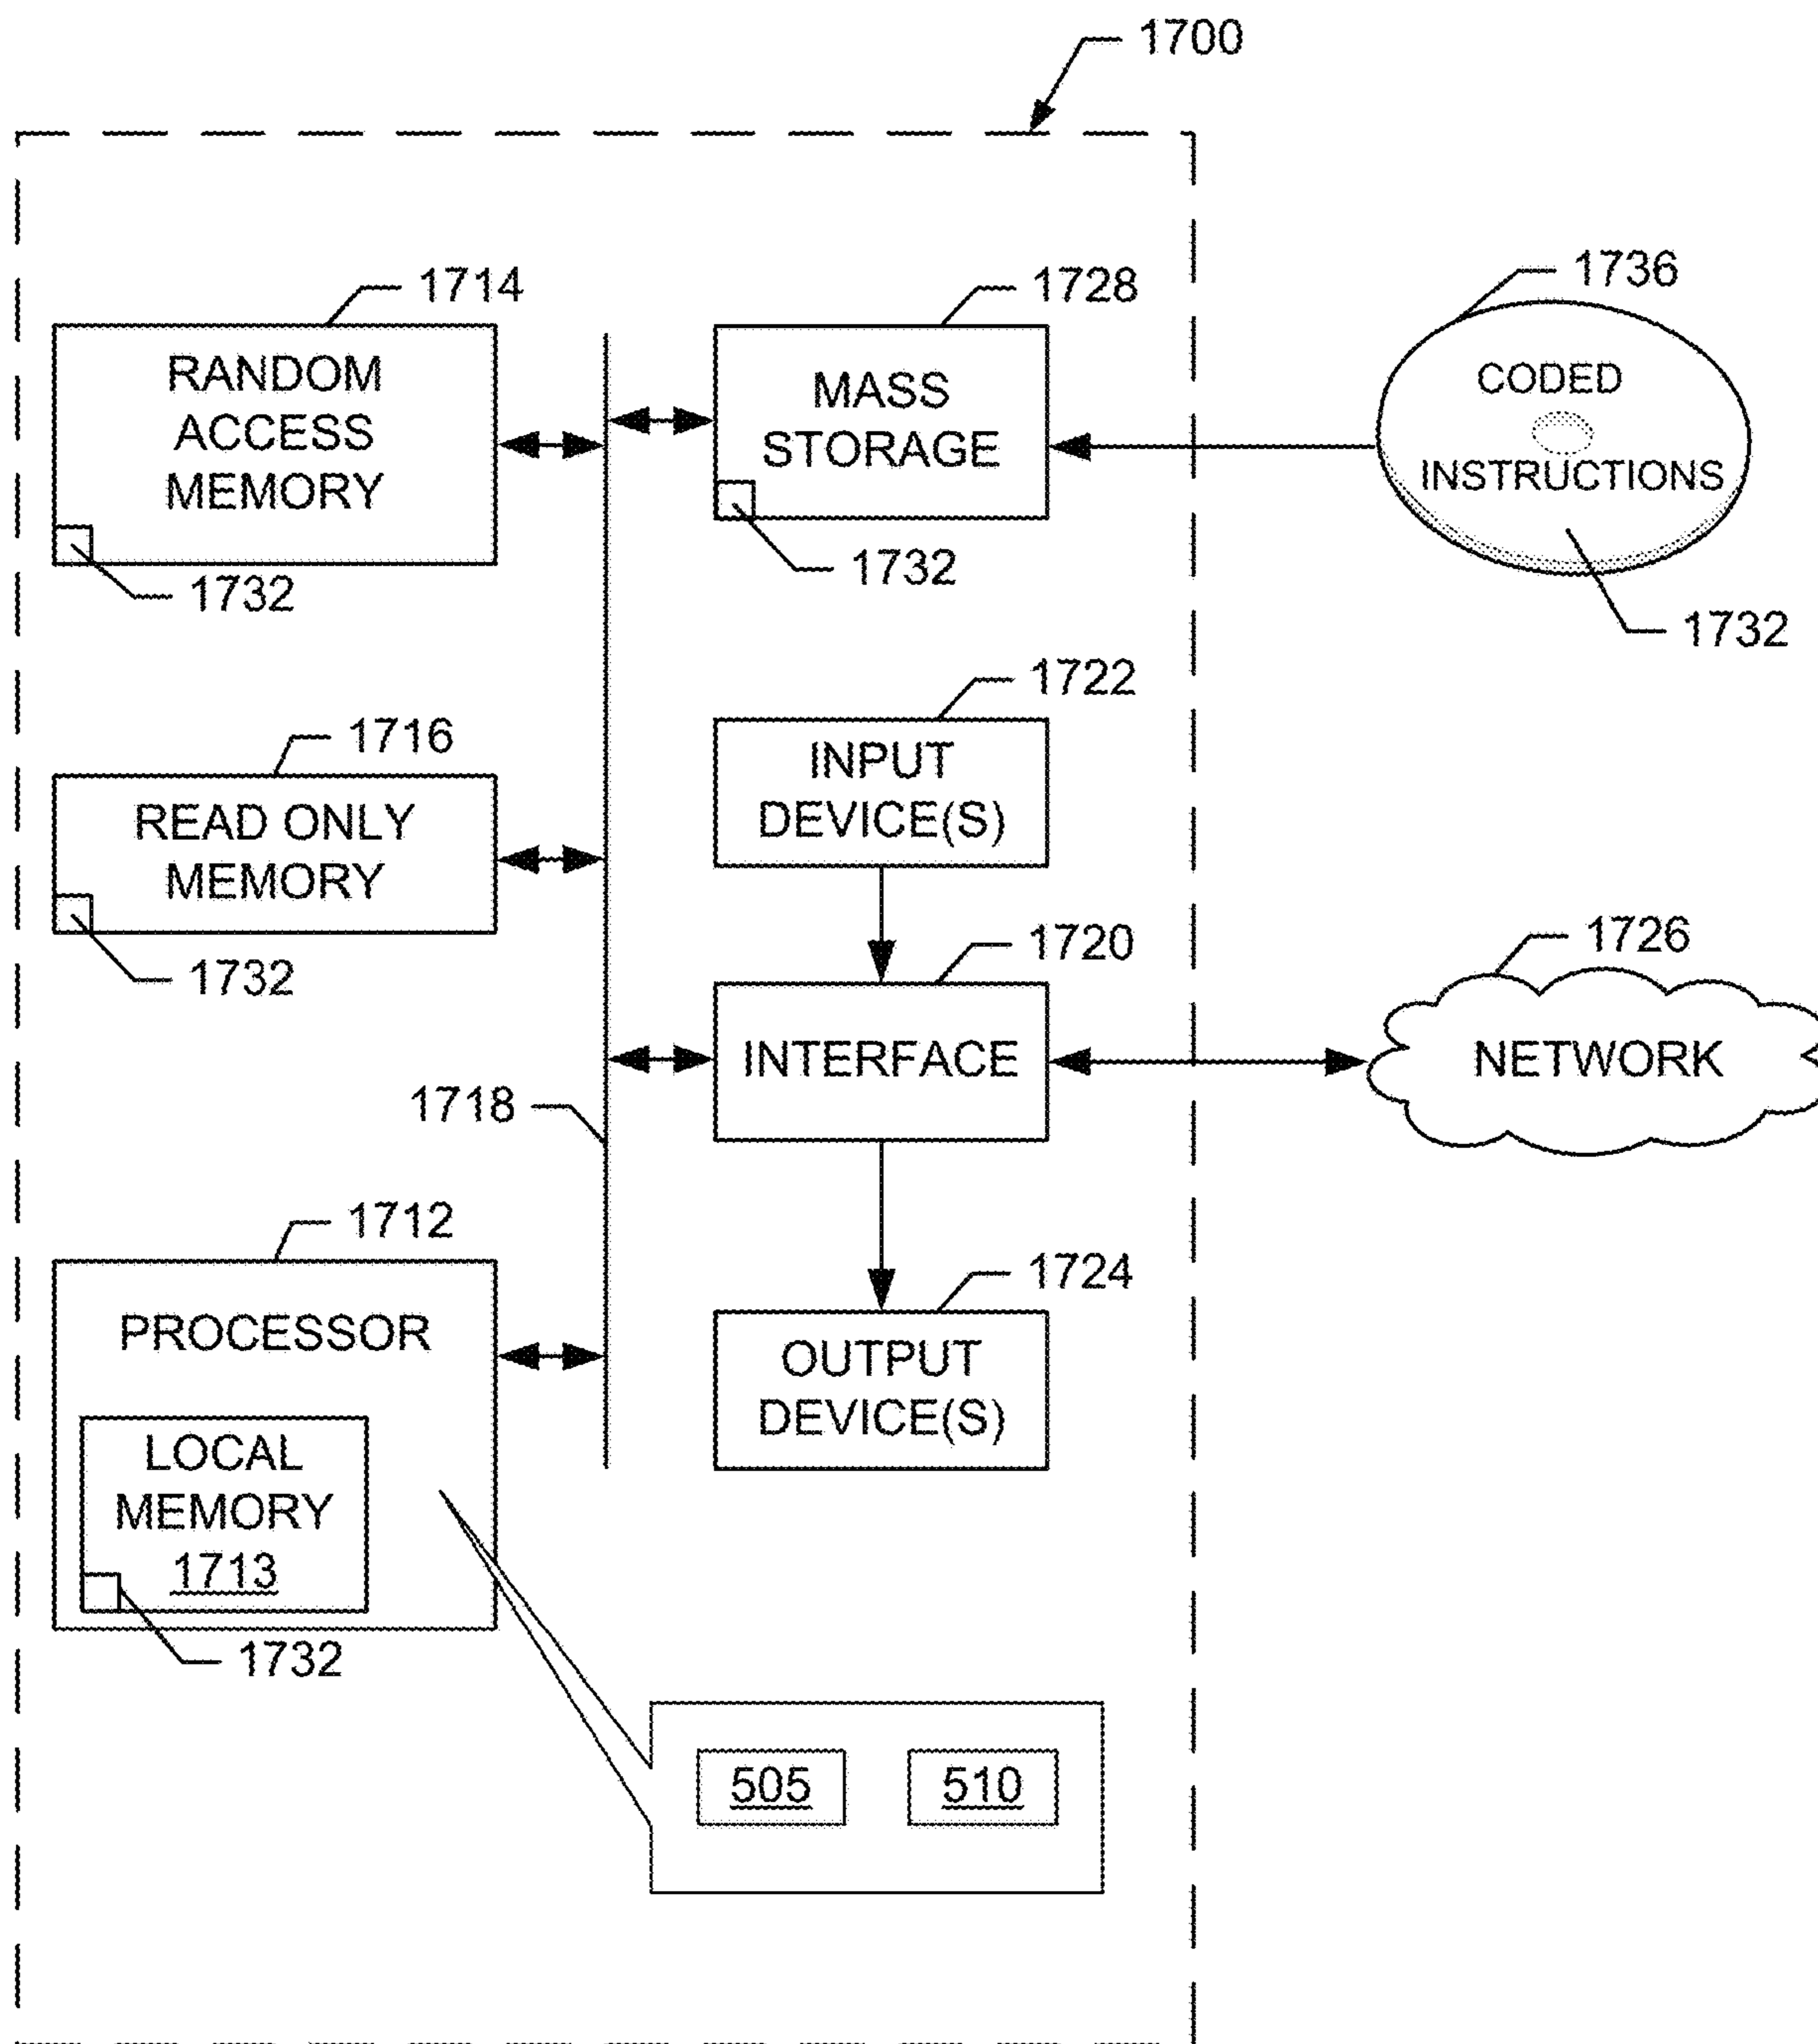 1700
1714
RANDOM
ACCESS
MEMORY
1732
1728
MASS
STORAGE
1732
1736
CODED
INSTRUCTIONS
1732
1716
READ ONLY
MEMORY
1732
1722
INPUT
DEVICE(S)
1720
INTERFACE
1726
NETWORK
1718
1712
PROCESSOR
LOCAL
MEMORY
1713
1732
1724
OUTPUT
DEVICE(S)
505
510